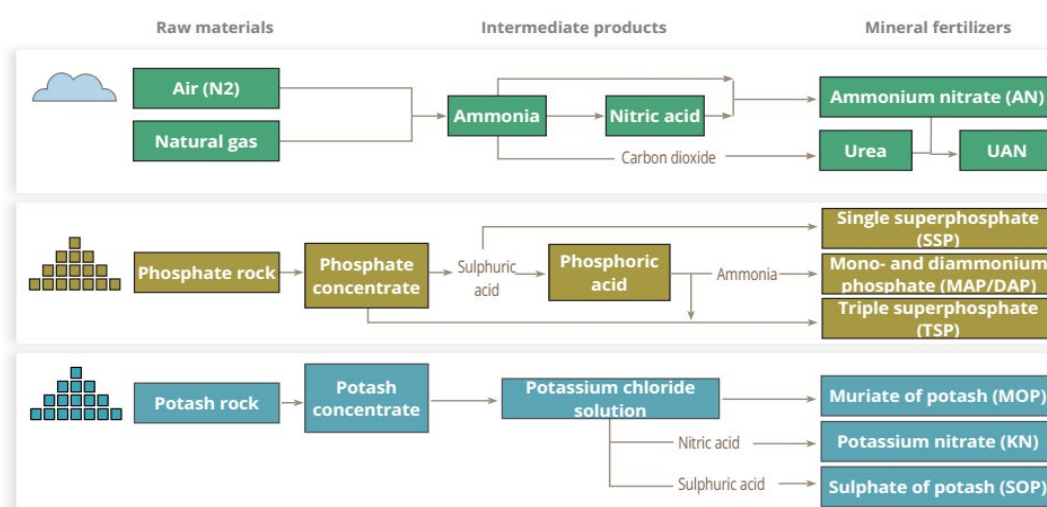 Raw materials
Intermediate products
Mineral fertilizers
Air (N2)
Natural gas
Ammonia
Nitric acid
Carbon dioxide
Ammonium nitrate (AN)
Urea
UAN
Phosphate rock
Phosphate
concentrate
Sulphuric
acid
Phosphoric
acid
Ammonia
Single superphosphate
(SSP)
Mono- and diammonium
phosphate (MAP/DAP)
Triple superphosphate
(TSP)
Potash rock
Potash
concentrate
Potassium chloride
solution
Nitric acid
Sulphuric acid
Muriate of potash (MOP)
Potassium nitrate (KN)
Sulphate of potash (SOP)